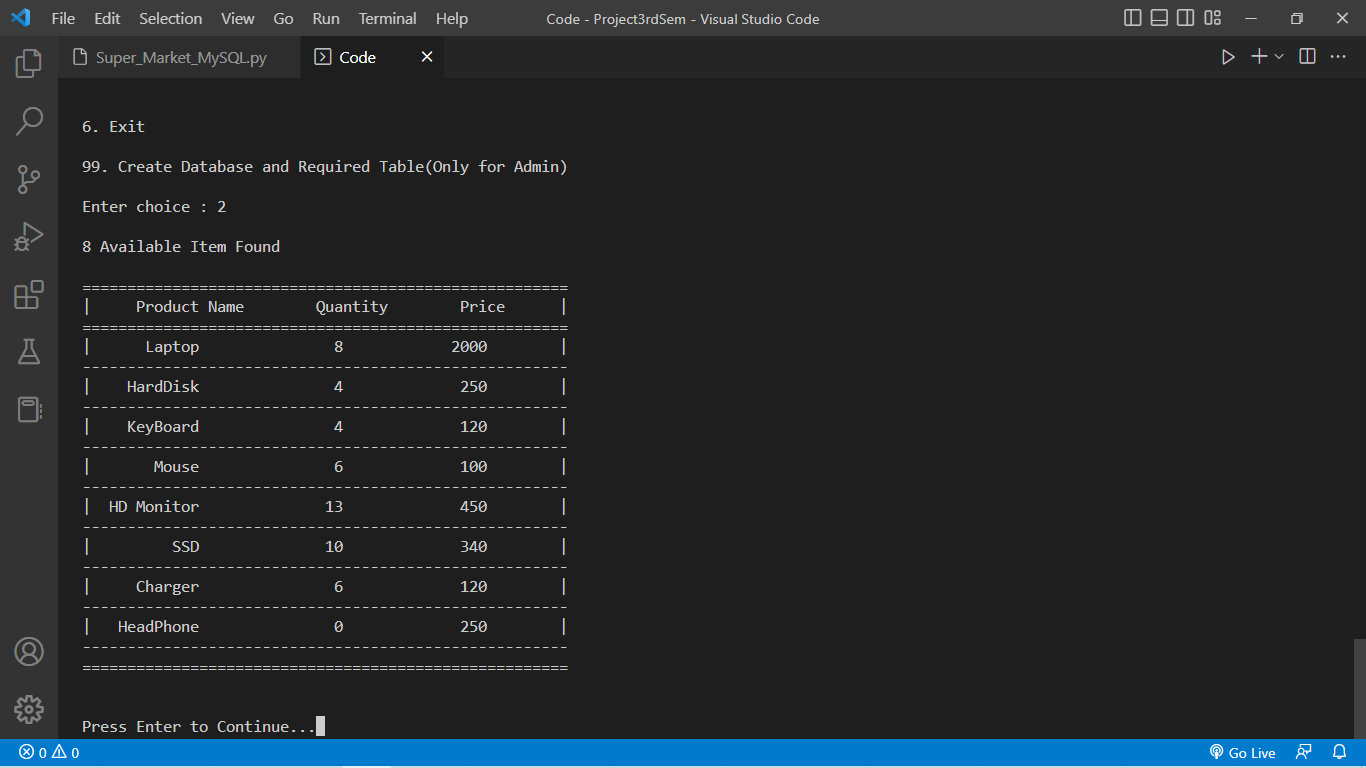 File Edit Selection View Go Run Terminal Help Code - Project3rdSem - Visual Studio Code
Super_Market_MySQL.py Code
6. Exit
99. Create Database and Required Table(Only for Admin)
Enter choice : 2
8 Available Item Found
======================================================
|     Product Name        Quantity        Price      |
======================================================
|      Laptop               8            2000        |
------------------------------------------------------
|    HardDisk               4             250        |
------------------------------------------------------
|    KeyBoard               4             120        |
------------------------------------------------------
|       Mouse               6             100        |
------------------------------------------------------
|  HD Monitor              13             450        |
------------------------------------------------------
|         SSD              10             340        |
------------------------------------------------------
|     Charger               6             120        |
------------------------------------------------------
|   HeadPhone               0             250        |
------------------------------------------------------
======================================================
Press Enter to Continue...
0 0 Go Live